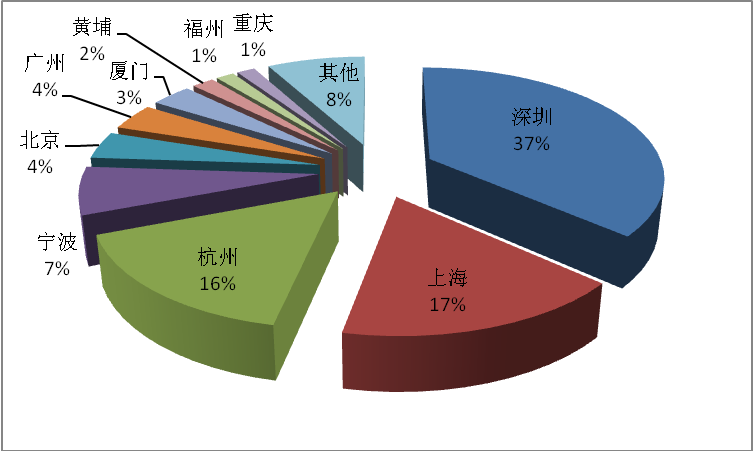 黄埔
2%
福州
1%
重庆
1%
广州
4%
厦门
3%
其他
8%
深圳
37%
北京
4%
宁波
7%
杭州
16%
上海
17%